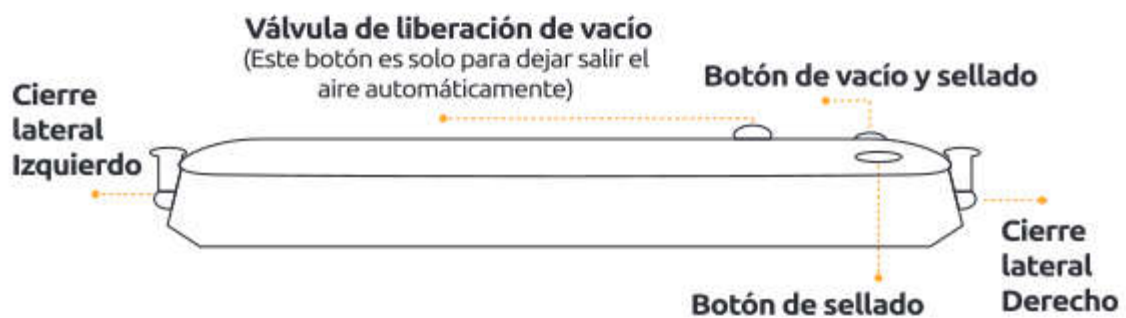 Válvula de liberación de vacío
(Este botón es solo para dejar salir el
aire automáticamente)
Botón de vacío y sellado
Cierre
lateral
Izquierdo
Cierre
lateral
Derecho
Botón de sellado